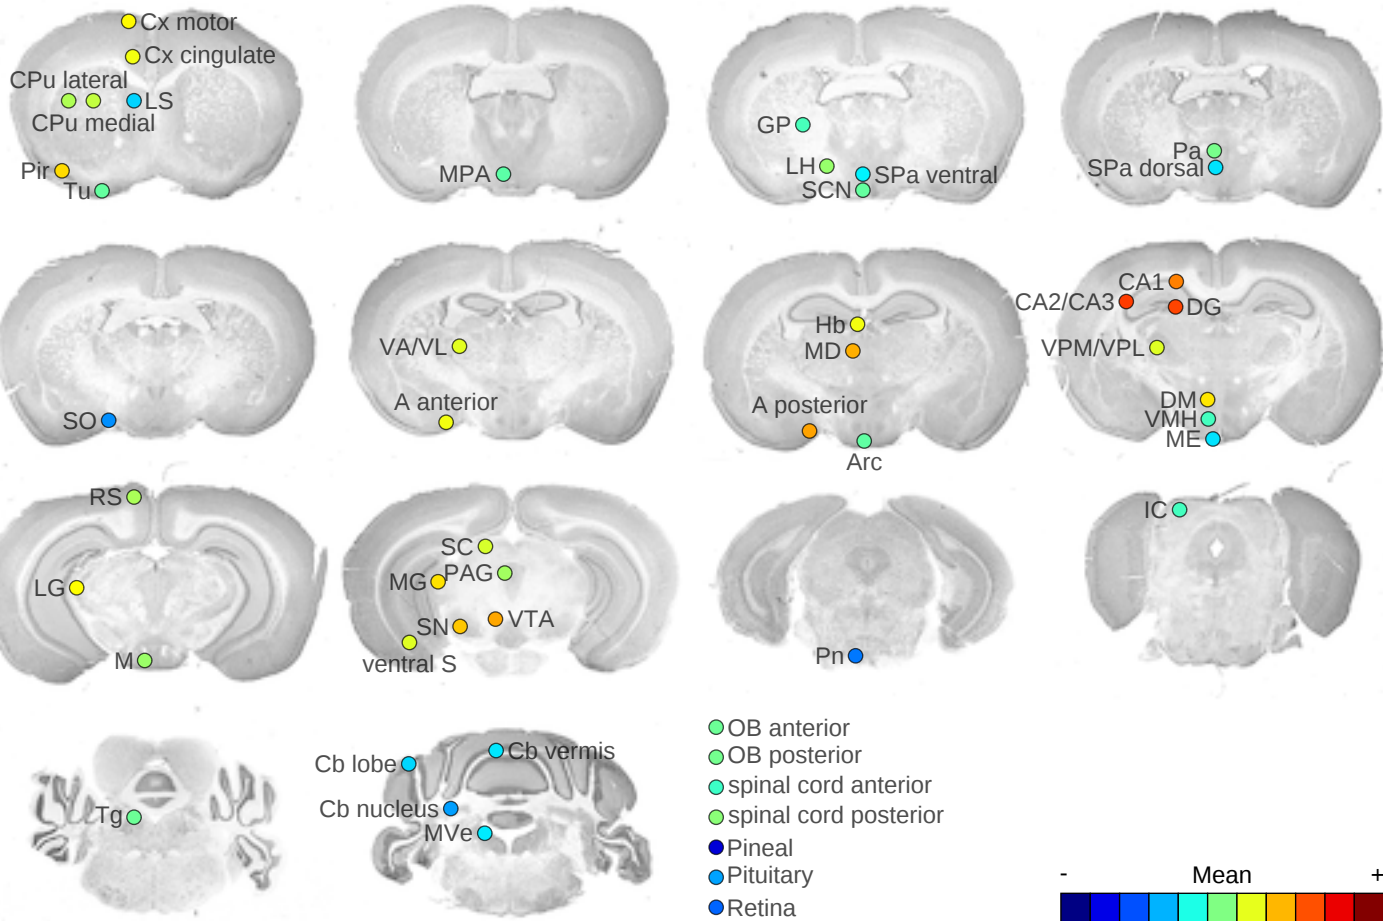 Cx motor
Cx cingulate
CPu lateral
LS
CPu medial
Pir
Tu
MPA
GP
LH
SPa ventral
SCN
Pa
SPa dorsal
SO
VA/VL
A anterior
Hb
MD
A posterior
Arc
CA1
CA2/CA3
DG
VPM/VPL
DM
VMH
ME
RS
LG
M
SC
PAG
MG
SN
VTA
ventral S
Pn
IC
Tg
Cb vermis
Cb lobe
Cb nucleus
MVe
OB anterior
OB posterior
spinal cord anterior
spinal cord posterior
Pineal
Pituitary
Retina
- Mean +